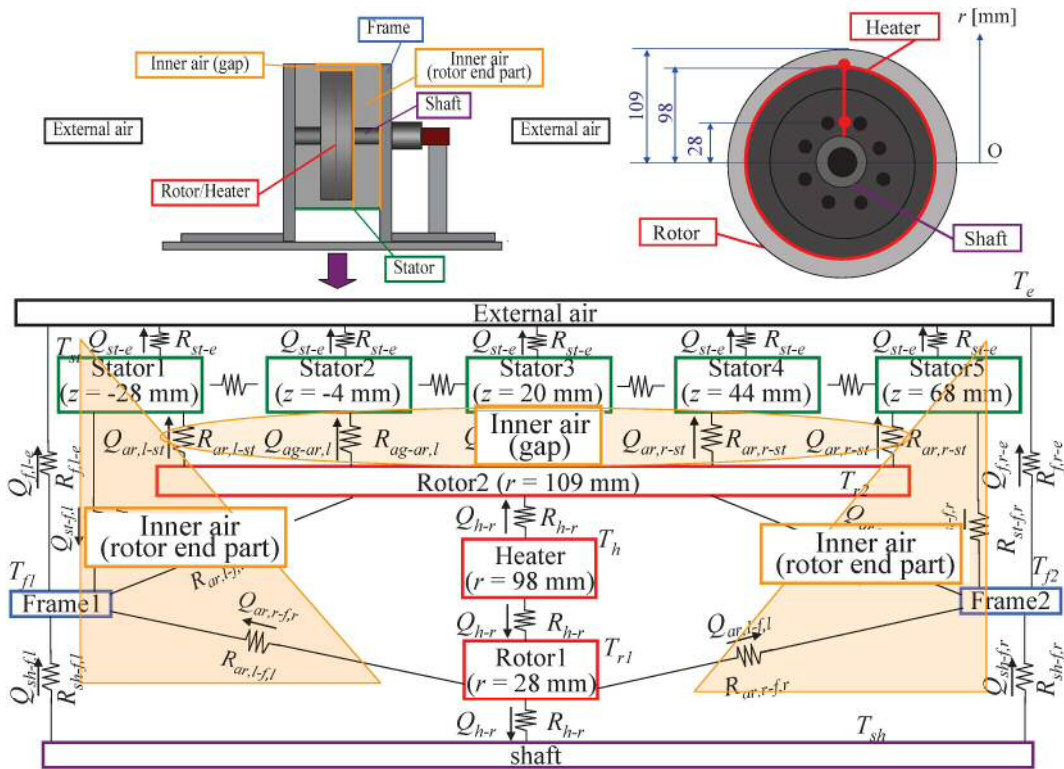 Frame
Inner air (gap)
Inner air
(rotor end part)
Shaft
External air
External air
Rotor/Heater
Stator
Heater
r [mm]
109
98
28
O
Rotor
Shaft
T_e
External air
Q_st-e R_st-e
Q_st-e R_st-e
Q_st-e R_st-e
Q_st-e R_st-e
Q_st-e R_st-e
T_st
Stator1
(z = -28 mm)
Stator2
(z = -4 mm)
Stator3
(z = 20 mm)
Stator4
(z = 44 mm)
Stator5
(z = 68 mm)
Q_ar,l-st R_ar,l-st
Q_ag-ar,l R_ag-ar,l
Inner air
(gap)
Q_ar,r-st R_ar,r-st
Q_ar,r-st R_ar,r-st
Q_f,l-e R_f,l-e
Q_f,r-e R_f,r-e
Rotor2 (r = 109 mm)
T_r2
Q_st-f,l
R_st-f,r
Inner air
(rotor end part)
Q_h-r R_h-r
Heater
(r = 98 mm)
T_h
Inner air
(rotor end part)
T_f1
Frame1
T_f2
Frame2
Q_ar,r-f,r
R_ar,l-f,l
Q_h-r R_h-r
Q_ar,l-f,l
R_ar,r-f,r
Rotor1
(r = 28 mm)
T_r1
Q_sh-f,l R_sh-f,l
Q_sh-f,r R_sh-f,r
Q_h-r R_h-r
T_sh
shaft